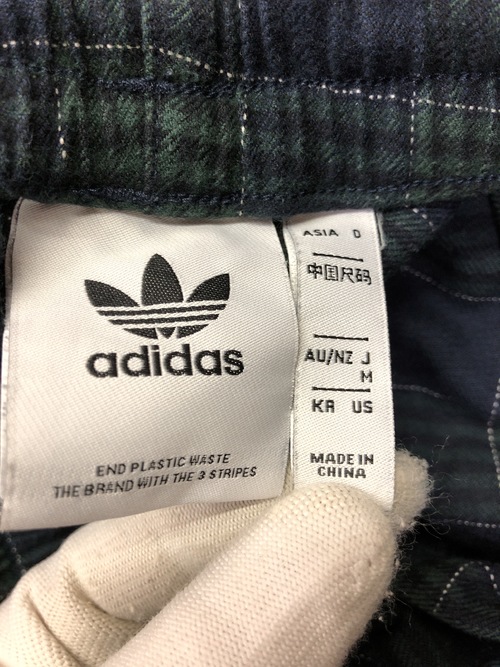 adidas
END PLASTIC WASTE
THE BRAND WITH THE 3 STRIPES
ASIA D
中国尺码
AU/NZ J
M
KR US
MADE IN
CHINA